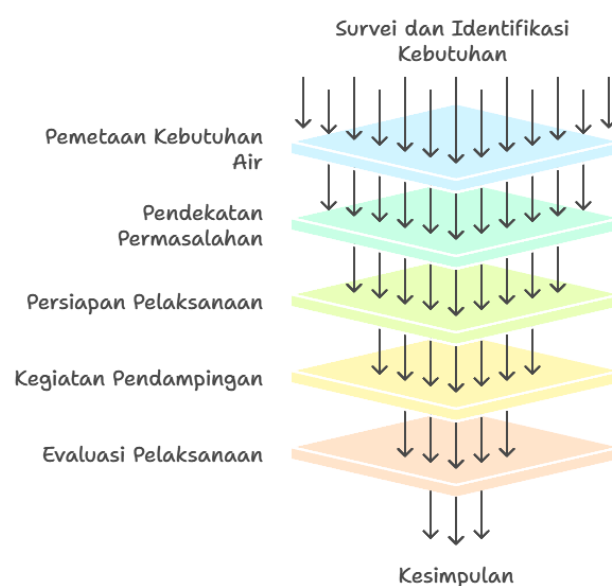 Survei dan Identifikasi
Kebutuhan
Pemetaan Kebutuhan
Air
Pendekatan
Permasalahan
Persiapan Pelaksanaan
Kegiatan Pendampingan
Evaluasi Pelaksanaan
Kesimpulan